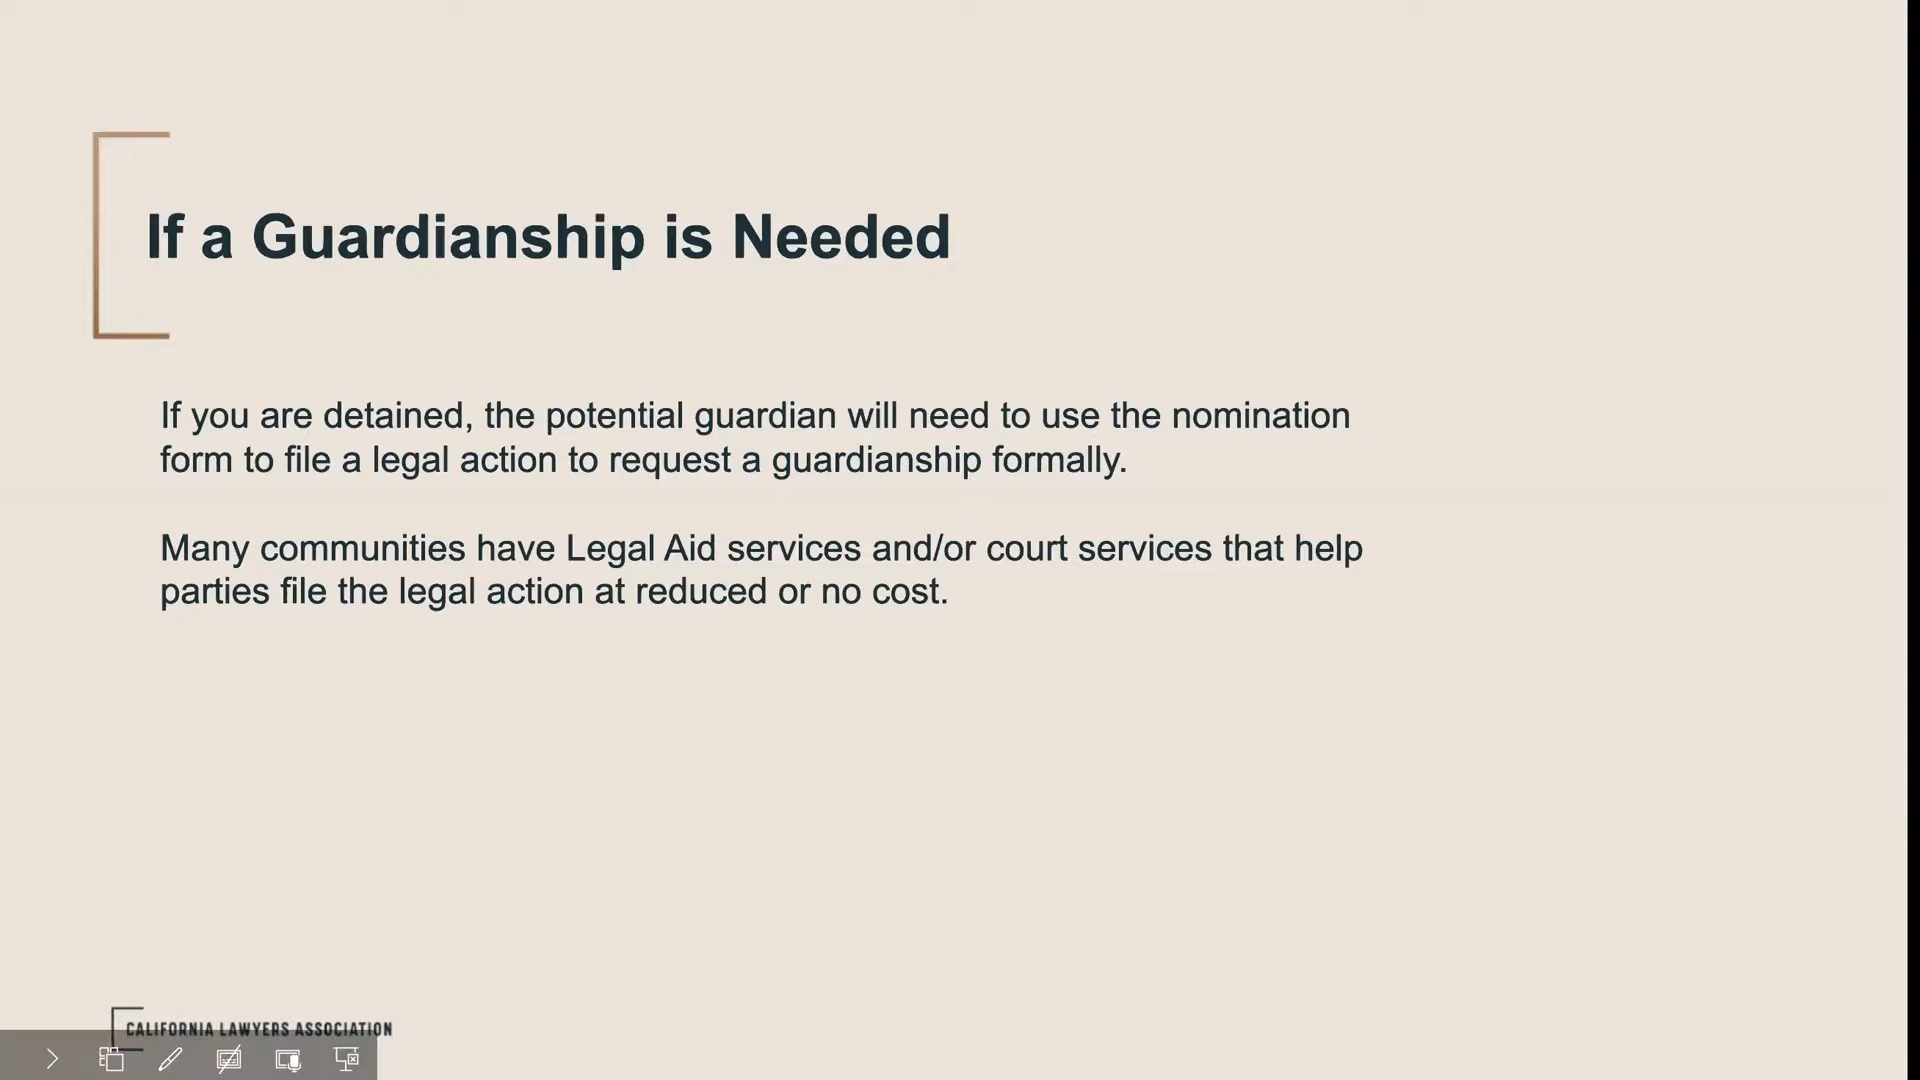 If a Guardianship is Needed
If you are detained, the potential guardian will need to use the nomination
form to file a legal action to request a guardianship formally.
Many communities have Legal Aid services and/or court services that help
parties file the legal action at reduced or no cost.
CALIFORNIA LAWYERS ASSOCIATION